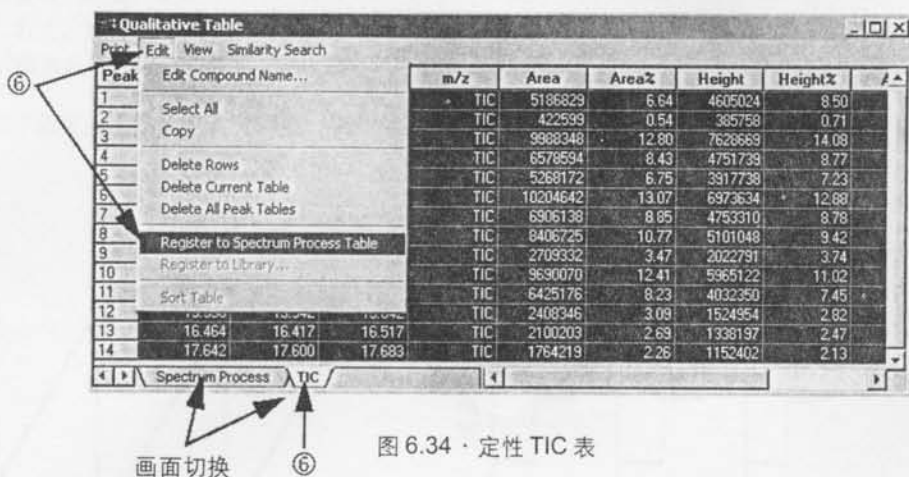 Qualitative Table
Print Edit View Similarity Search
⑥
Peak m/z Area Area% Height Height%
Edit Compound Name...
Select All
Copy
Delete Rows
Delete Current Table
Delete All Peak Tables
Register to Spectrum Process Table
Register to Library...
Sort Table
1 TIC 5186829 6.64 4605024 8.50
2 TIC 422599 0.54 385758 0.71
3 TIC 9988348 12.80 7628669 14.08
4 TIC 6578594 8.43 4751739 8.77
5 TIC 5268172 6.75 3917738 7.23
6 TIC 10204642 13.07 6973634 12.88
7 TIC 6906138 8.85 4753310 8.78
8 TIC 8406725 10.77 5101048 9.42
9 TIC 2709332 3.47 2022791 3.74
10 TIC 9690070 12.41 5965122 11.02
11 TIC 6425176 8.23 4032350 7.45
12 TIC 2408346 3.09 1524954 2.82
13 16.464 16.417 16.517 TIC 2100203 2.69 1338197 2.47
14 17.642 17.600 17.683 TIC 1764219 2.26 1152402 2.13
Spectrum Process TIC
画面切换 ⑥
图 6.34 · 定性 TIC 表